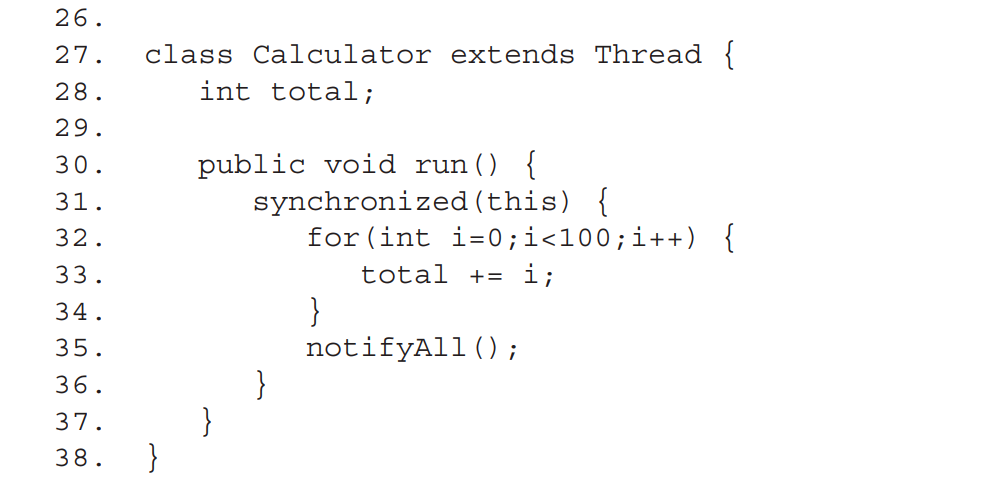 26.
27. class Calculator extends Thread {
28. int total;
29.
30. public void run() {
31. synchronized(this) {
32. for(int i=0;i<100;i++) {
33. total += i;
34. }
35. notifyAll();
36. }
37. }
38. }